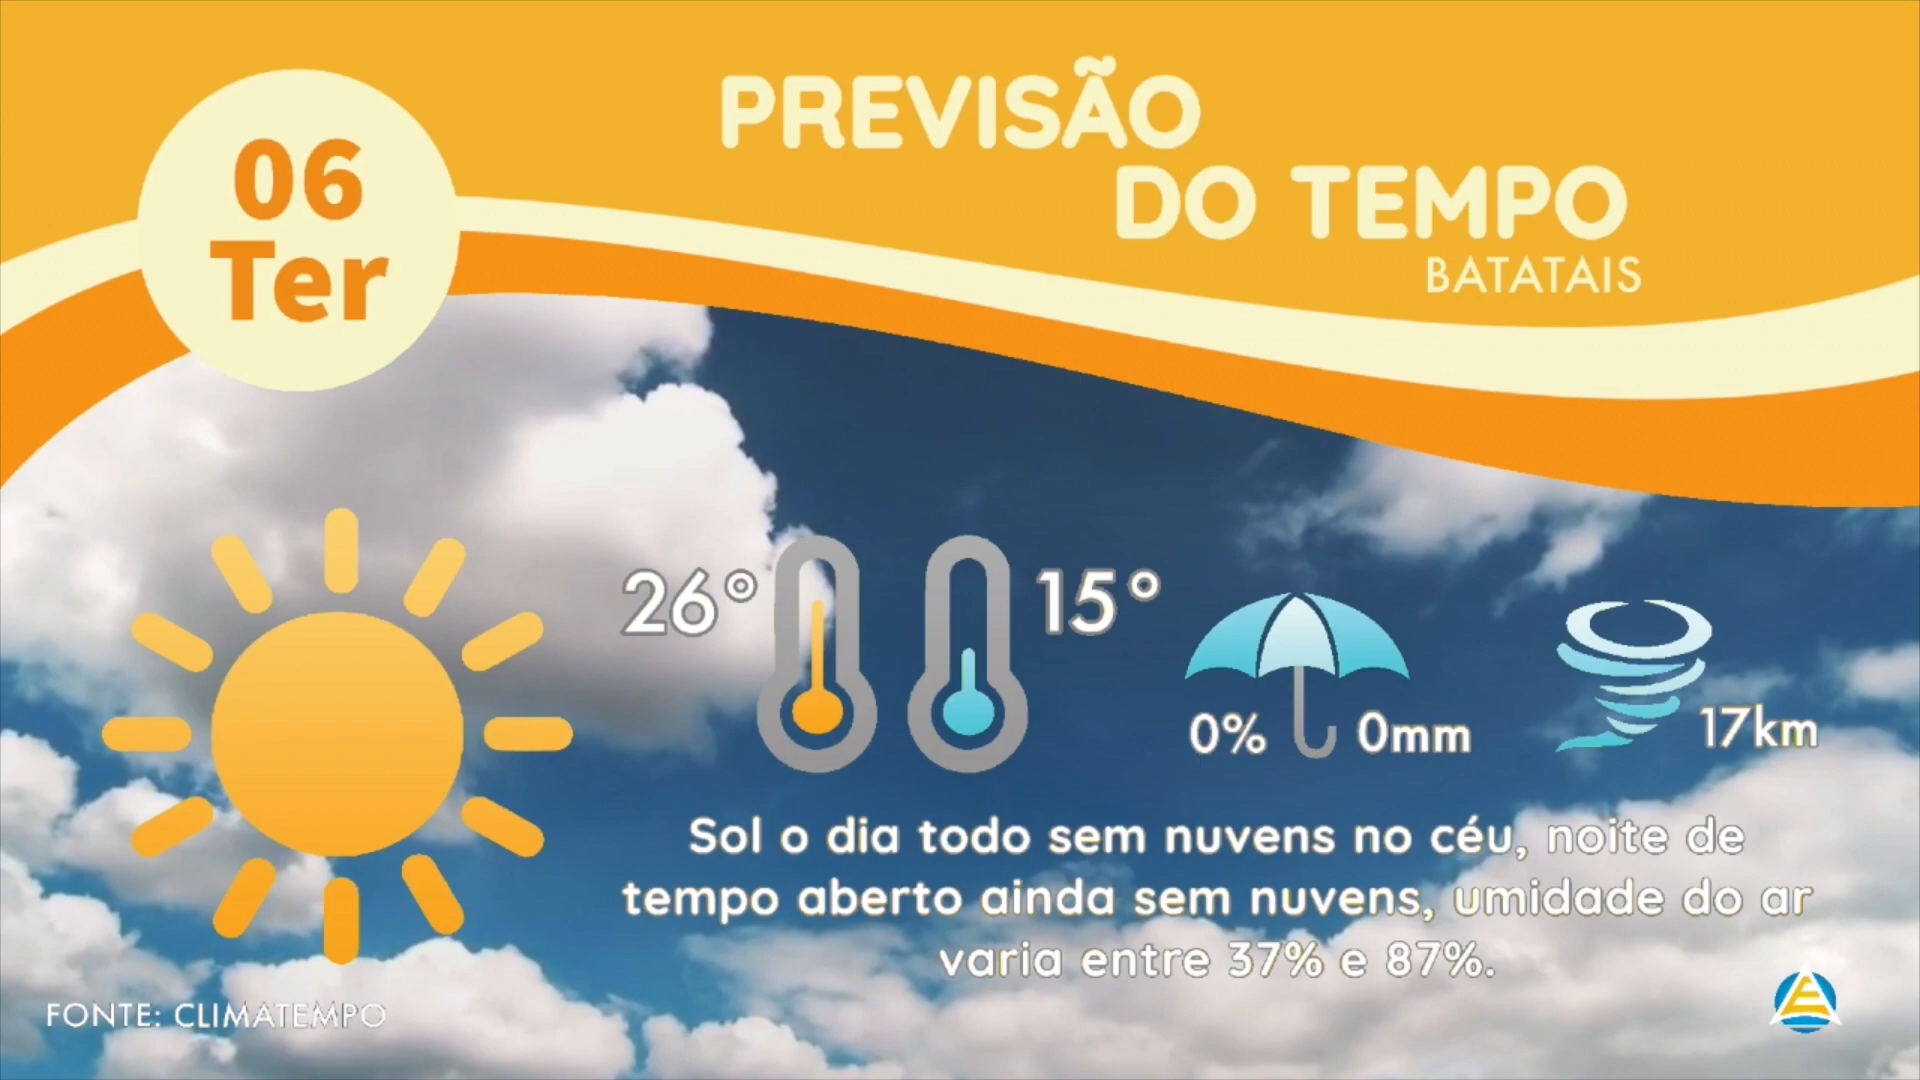 06
Ter
PREVISÃO
DO TEMPO
BATATAIS
26°
15°
0%
0mm
17km
Sol o dia todo sem nuvens no céu, noite de
tempo aberto ainda sem nuvens, umidade do ar
varia entre 37% e 87%.
FONTE: CLIMATEMPO